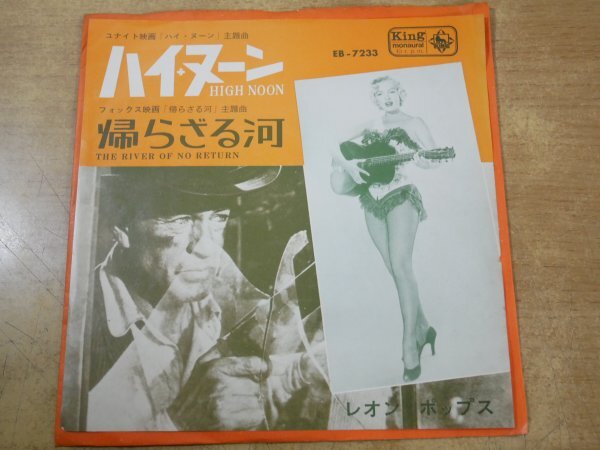 ユナイト映画「ハイ・ヌーン」主題曲
ハイ・ヌーン
HIGH NOON
フォックス映画「帰らざる河」主題曲
帰らざる河
THE RIVER OF NO RETURN
EB-7233
King
monaural
45 r.p.m.
レオン・ポップス